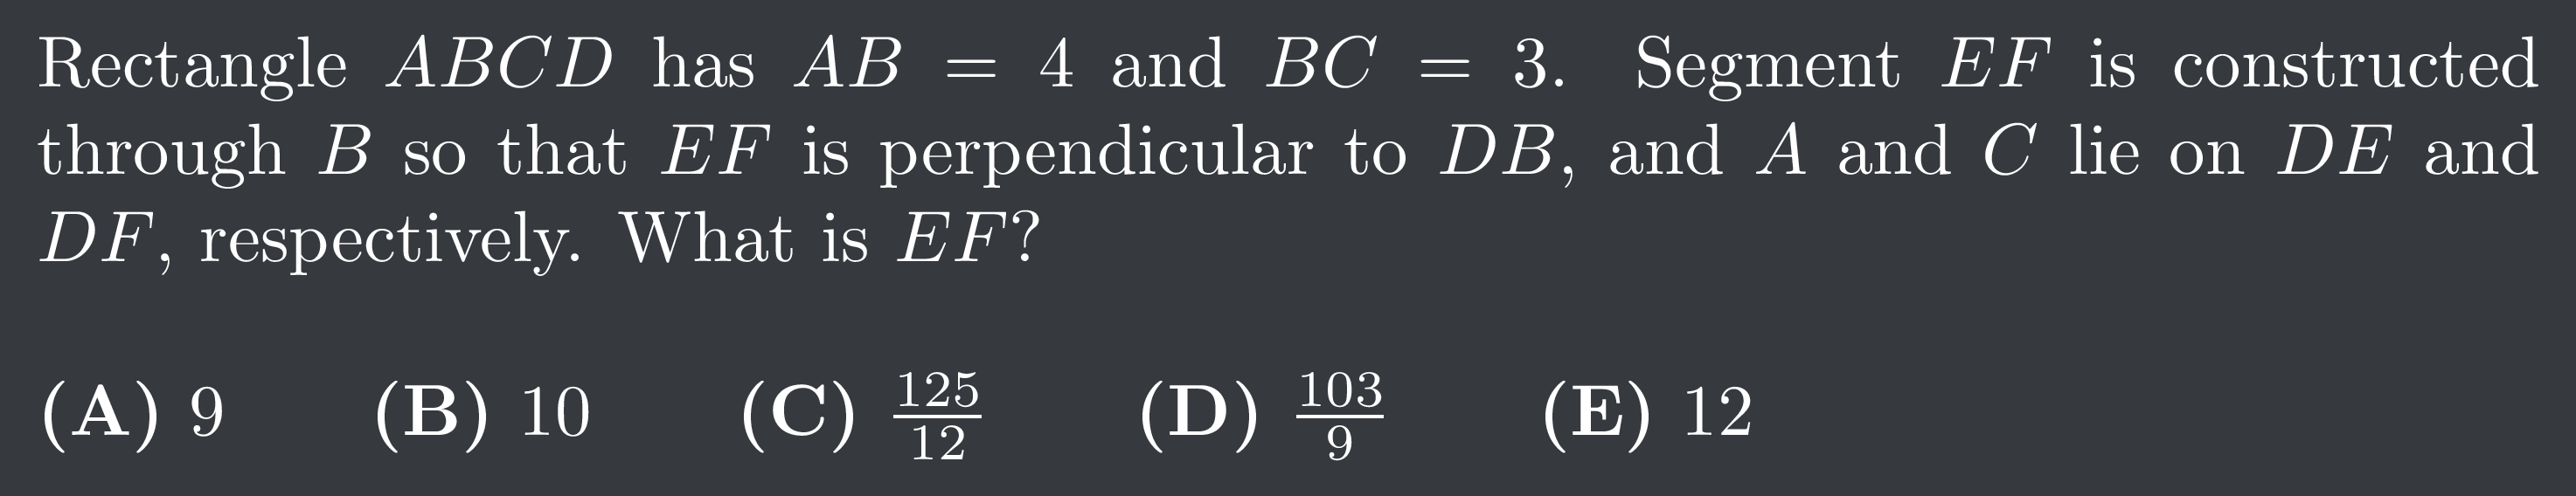 Rectangle ABCD has AB = 4 and BC = 3. Segment EF is constructed
through B so that EF is perpendicular to DB, and A and C lie on DE and
DF, respectively. What is EF?
(A) 9 (B) 10 (C) 125/12 (D) 103/9 (E) 12